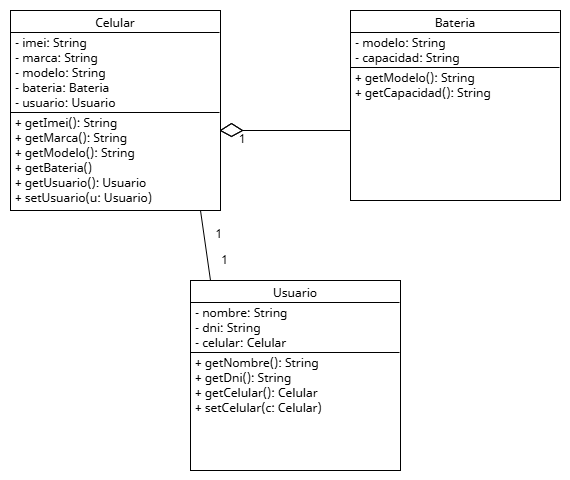 Celular
- imei: String
- marca: String
- modelo: String
- bateria: Bateria
- usuario: Usuario
+ getImei(): String
+ getMarca(): String
+ getModelo(): String
+ getBateria()
+ getUsuario(): Usuario
+ setUsuario(u: Usuario)
Bateria
- modelo: String
- capacidad: String
+ getModelo(): String
+ getCapacidad(): String
1
1
1
Usuario
- nombre: String
- dni: String
- celular: Celular
+ getNombre(): String
+ getDni(): String
+ getCelular(): Celular
+ setCelular(c: Celular)